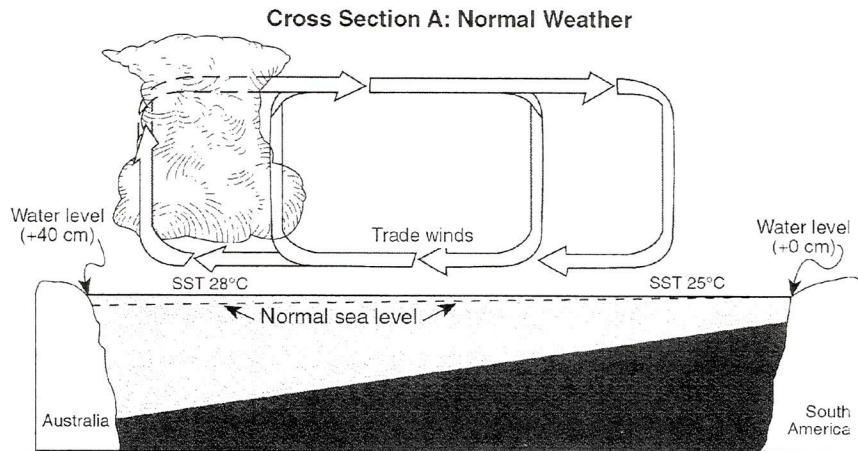 Cross Section A: Normal Weather
Water level
(+40 cm)
Trade winds
Water level
(+0 cm)
SST 28°C
SST 25°C
Normal sea level
Australia
South
America